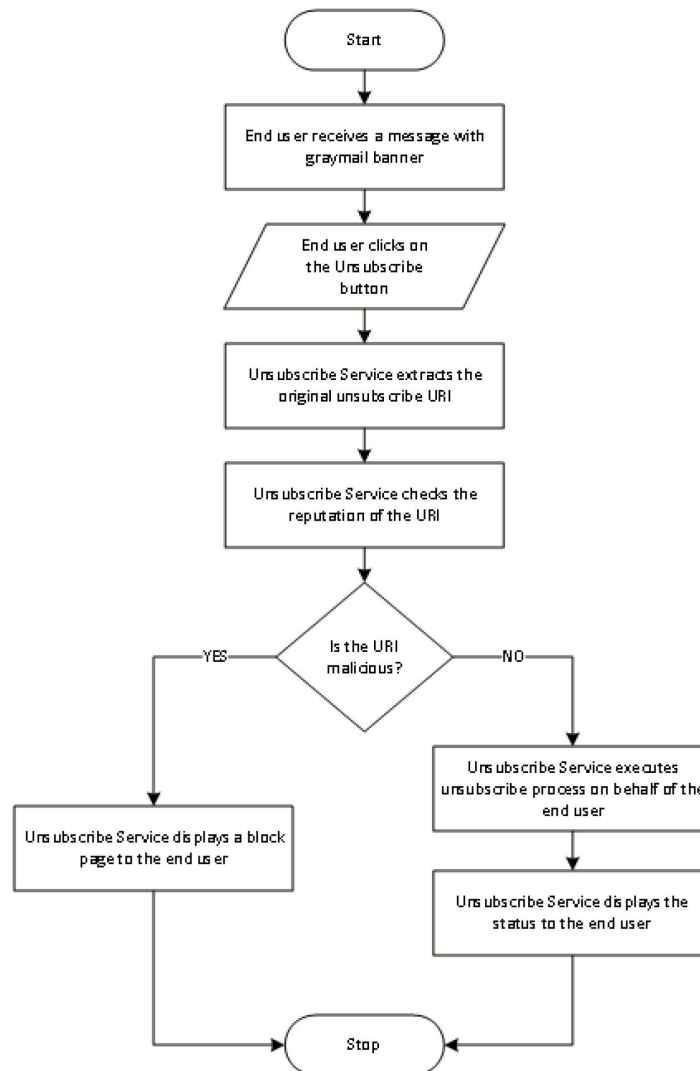 Start
End user receives a message with
graymail banner
End user clicks on
the Unsubscribe
button
Unsubscribe Service extracts the
original unsubscribe URI
Unsubscribe Service checks the
reputation of the URI
Is the URI
malicious?
YES
NO
Unsubscribe Service executes
unsubscribe process on behalf of the
end user
Unsubscribe Service displays a block
page to the end user
Unsubscribe Service displays the
status to the end user
Stop